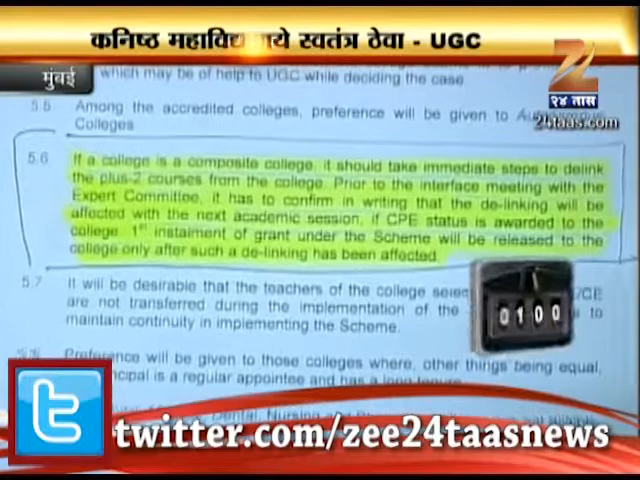 कनिष्ठ महाविद्यालये स्वतंत्र ठेवा - UGC
मुंबई
Z
२४ तास
24taas.com
which may be of help to UGC while deciding the case.
5.5 Among the accredited colleges, preference will be given to
Colleges
5.6 If a college is a composite college, it should take immediate steps to delink
the plus-2 courses from the college. Prior to the interface meeting with the
Expert Committee, it has to confirm in writing that the de-linking will be
affected with the next academic session, if CPE status is awarded to the
college 1st instalment of grant under the Scheme will be released to the
college only after such a de-linking has been affected.
5.7 It will be desirable that the teachers of the college /CE
are not transferred during the implementation of the to
maintain continuity in implementing the Scheme.
0100
Preference will be given to those colleges where, other things being equal,
is a regular appointee and has a long tenure
Dental, Nursing
t
twitter.com/zee24taasnews